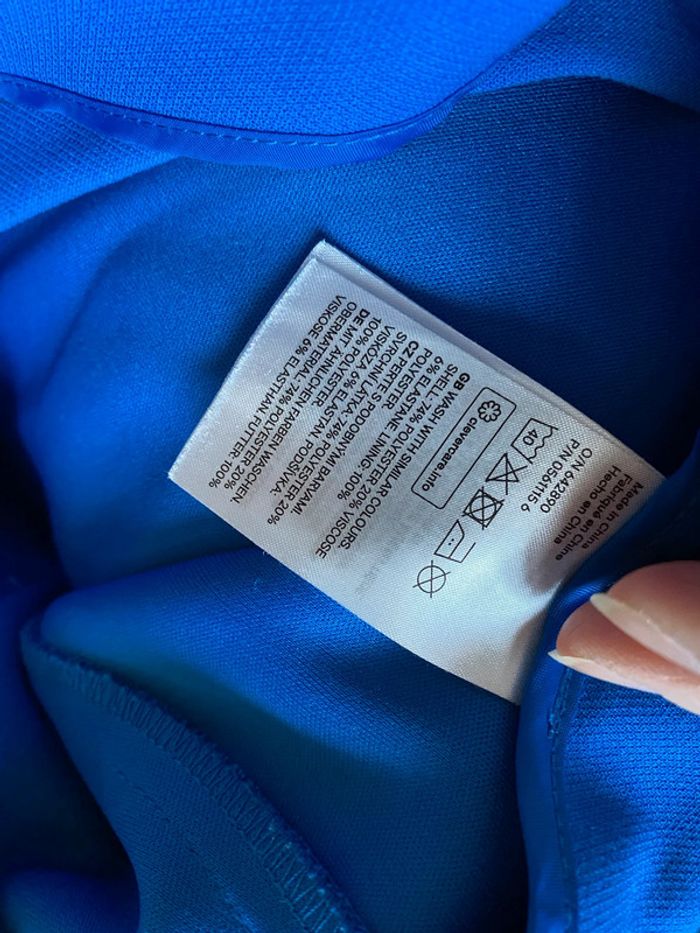 Made in China
Fabriqué en Chine
Hecho en China
O/N 642890
P/N 0561115 6
40
clevercare.info
GB WASH WITH SIMILAR COLOURS.
SHELL: 74% POLYESTER 20% VISCOSE
6% ELASTANE. LINING: 100%
POLYESTER.
CZ PERTE S PODOBNÝM BARVAMI.
SVRCHNÍ LÁTKA: 74% POLYESTER 20%
VISKÓZA 6% ELASTAN PODŠÍVKA:
100% POLYESTER.
DE MIT ÄHNLICHEN FARBEN WASCHEN.
OBERMATERIAL: 74% POLYESTER 20%
VISKOSE 6% ELASTHAN FUTTER: 100%